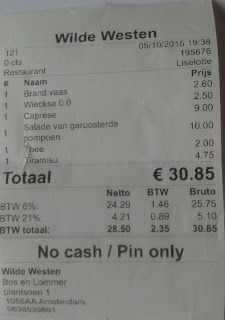 Wilde Westen
121 05/10/2015 19:38
0 cts 195676
Restaurant Liselotte
# Naam Prijs
1 Brand vaas 2.60
1 Wieckse 0.0 2.50
1 Caprese 9.00
1 Salade van geroosterde
pompoen 10.00
1 Thee 2.00
1 Tiramisu 4.75
Totaal € 30.85
Netto BTW Bruto
BTW 6%: 24.29 1.46 25.75
BTW 21%: 4.21 0.89 5.10
BTW totaal: 28.50 2.35 30.85
No cash / Pin only
Wilde Westen
Bos en Lommer
plantsoen 1
1055AA Amsterdam
0638539891